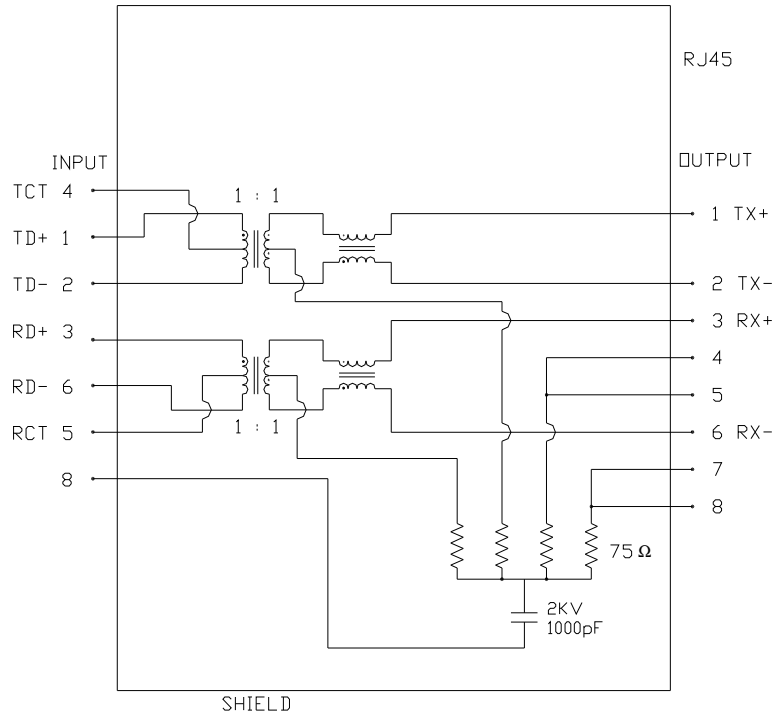 RJ45
INPUT
OUTPUT
TCT 4
1 : 1
1 TX+
TD+ 1
TD- 2
2 TX-
RD+ 3
3 RX+
4
RD- 6
5
RCT 5
1 : 1
6 RX-
7
8
8
75Ω
2KV
1000pF
SHIELD